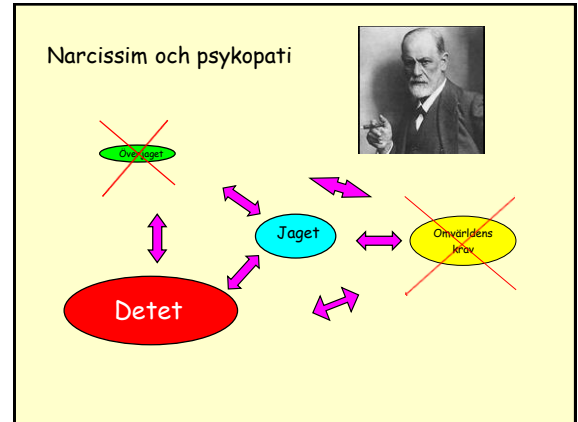 Narcissim och psykopati
Överjaget
Jaget
Omvärldens
krav
Detet